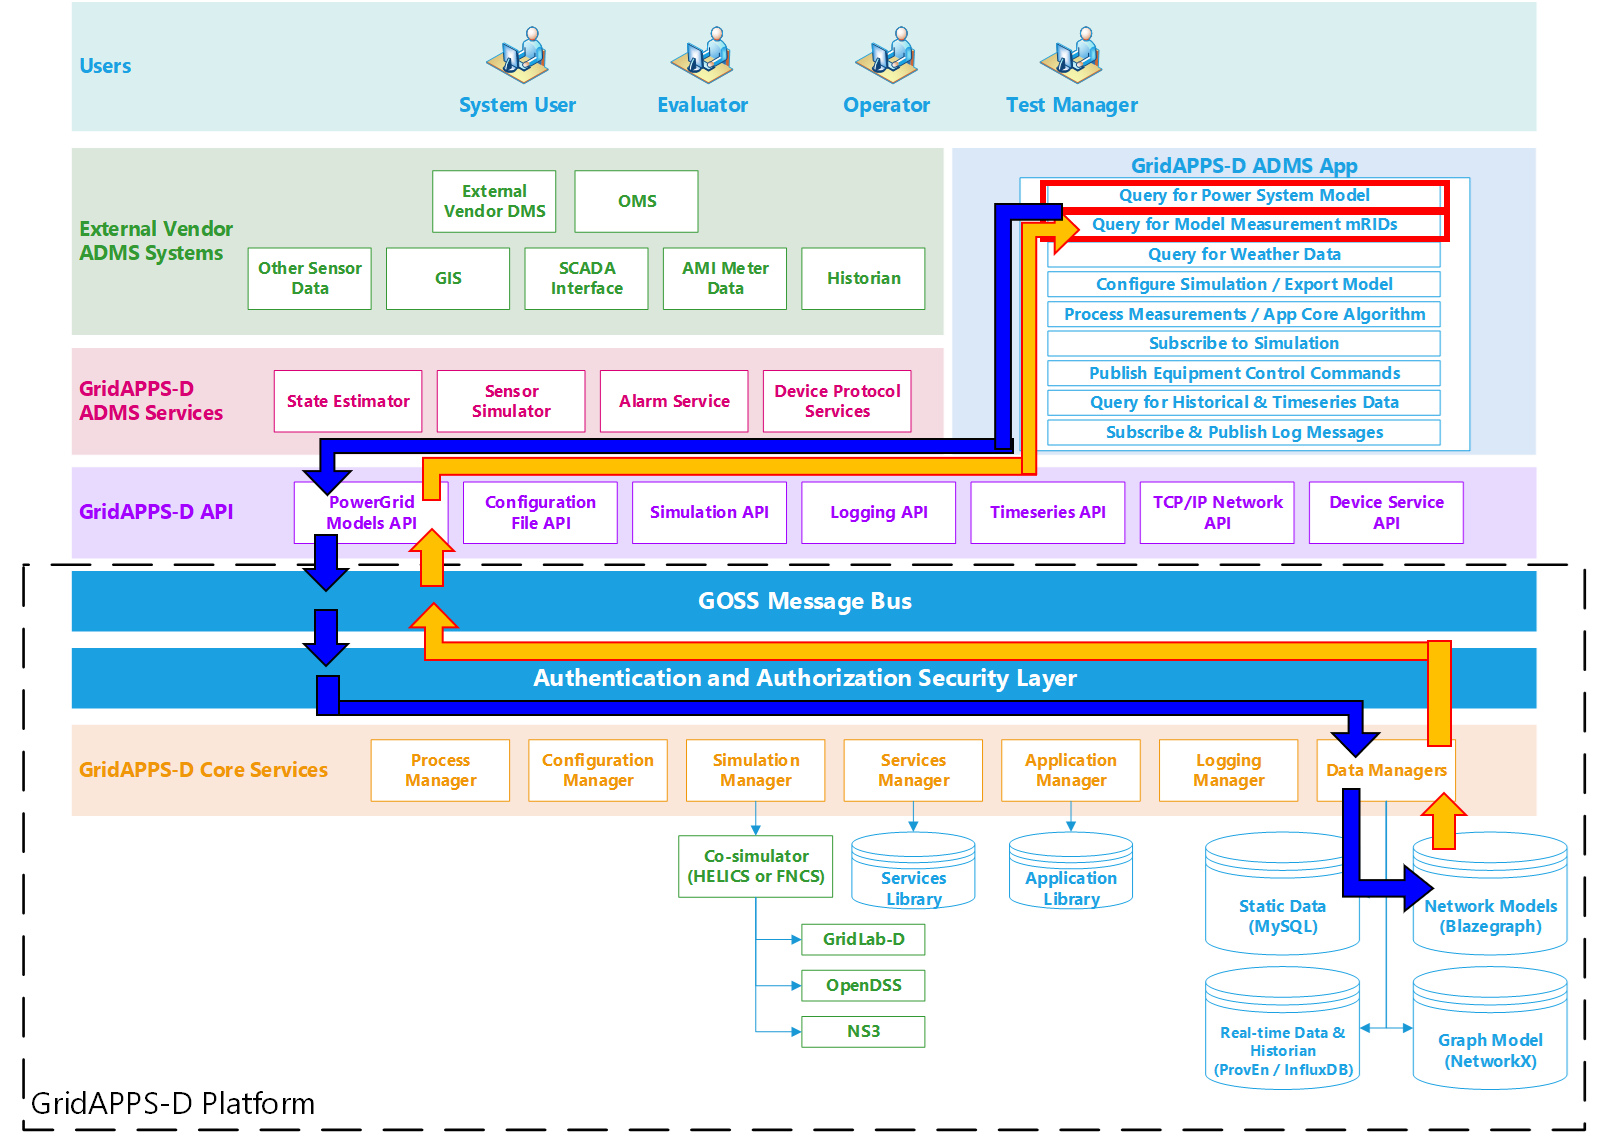 Users
System User
Evaluator
Operator
Test Manager
External Vendor
ADMS Systems
External
Vendor DMS
OMS
Other Sensor
Data
GIS
SCADA
Interface
AMI Meter
Data
Historian
GridAPPS-D ADMS App
Query for Power System Model
Query for Model Measurement mRIDs
Query for Weather Data
Configure Simulation / Export Model
Process Measurements / App Core Algorithm
Subscribe to Simulation
Publish Equipment Control Commands
Query for Historical & Timeseries Data
Subscribe & Publish Log Messages
GridAPPS-D
ADMS Services
State Estimator
Sensor
Simulator
Alarm Service
Device Protocol
Services
GridAPPS-D API
PowerGrid
Models API
Configuration
File API
Simulation API
Logging API
Timeseries API
TCP/IP Network
API
Device Service
API
GOSS Message Bus
Authentication and Authorization Security Layer
GridAPPS-D Core Services
Process
Manager
Configuration
Manager
Simulation
Manager
Services
Manager
Application
Manager
Logging
Manager
Data Managers
Co-simulator
(HELICS or FNCS)
Services
Library
Application
Library
GridLab-D
OpenDSS
NS3
Static Data
(MySQL)
Network Models
(Blazegraph)
Real-time Data &
Historian
(ProvEn / InfluxDB)
Graph Model
(NetworkX)
GridAPPS-D Platform